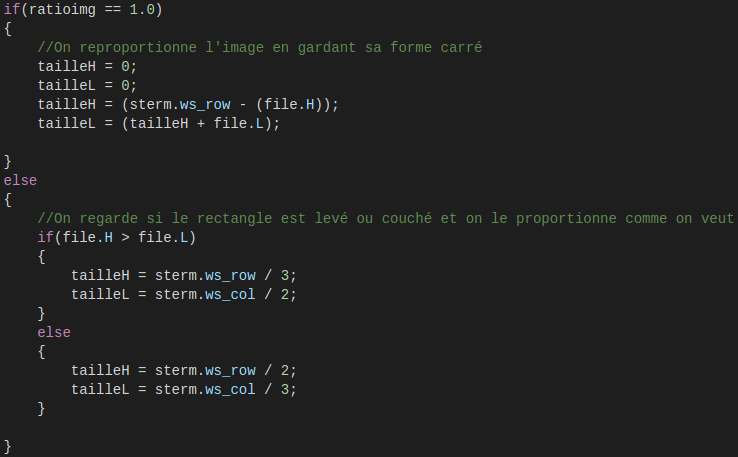 if(ratioimg == 1.0)
{
    //On reproportionne l'image en gardant sa forme carré
    tailleH = 0;
    tailleL = 0;
    tailleH = (sterm.ws_row - (file.H));
    tailleL = (tailleH + file.L);
}
else
{
    //On regarde si le rectangle est levé ou couché et on le proportionne comme on veut
    if(file.H > file.L)
    {
        tailleH = sterm.ws_row / 3;
        tailleL = sterm.ws_col / 2;
    }
    else
    {
        tailleH = sterm.ws_row / 2;
        tailleL = sterm.ws_col / 3;
    }
}